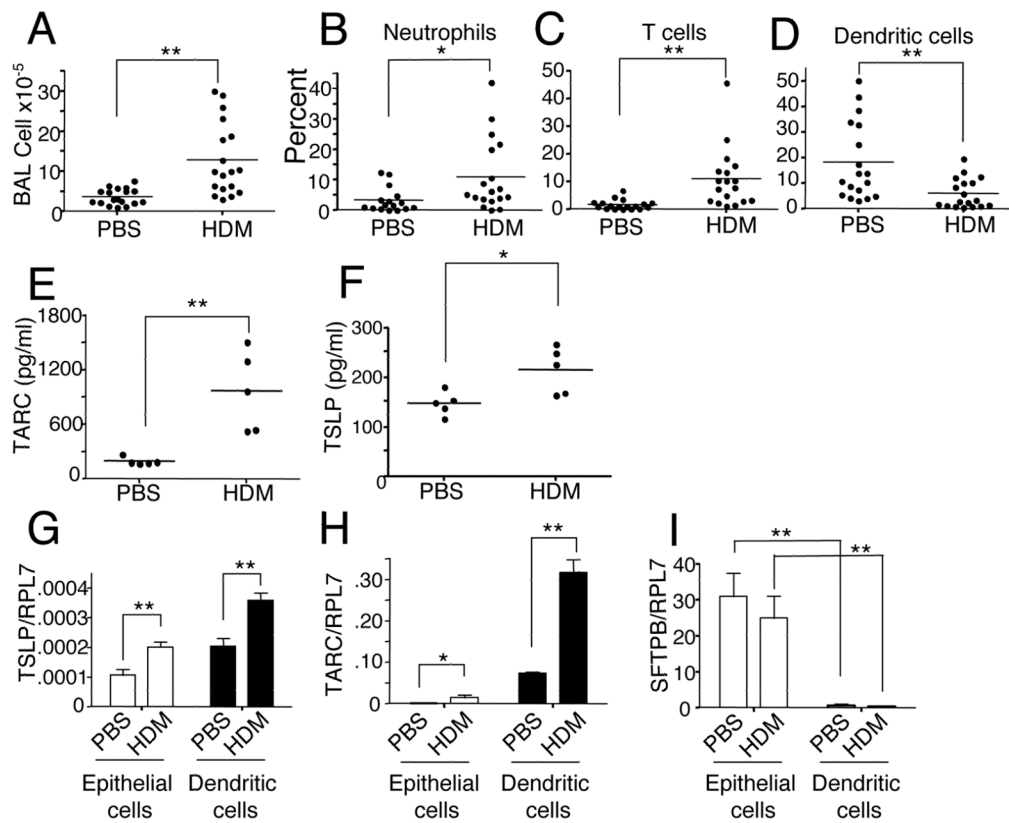 A
**
BAL Cell x10-5
30
20
10
0
PBS HDM
B
Neutrophils
*
Percent
40
30
20
10
0
PBS HDM
C
T cells
**
50
40
30
20
10
0
PBS HDM
D
Dendritic cells
**
50
40
30
20
10
0
PBS HDM
E
**
TARC (pg/ml)
1800
1200
600
0
PBS HDM
F
*
TSLP (pg/ml)
300
200
100
0
PBS HDM
G
TSLP/RPL7
.0004
.0003
.0002
.0001
0
**
**
PBS HDM PBS HDM
Epithelial Dendritic
cells cells
H
TARC/RPL7
.30
.20
.10
0
*
**
PBS HDM PBS HDM
Epithelial Dendritic
cells cells
I
SFTPB/RPL7
40
30
20
10
0
**
**
PBS HDM PBS HDM
Epithelial Dendritic
cells cells